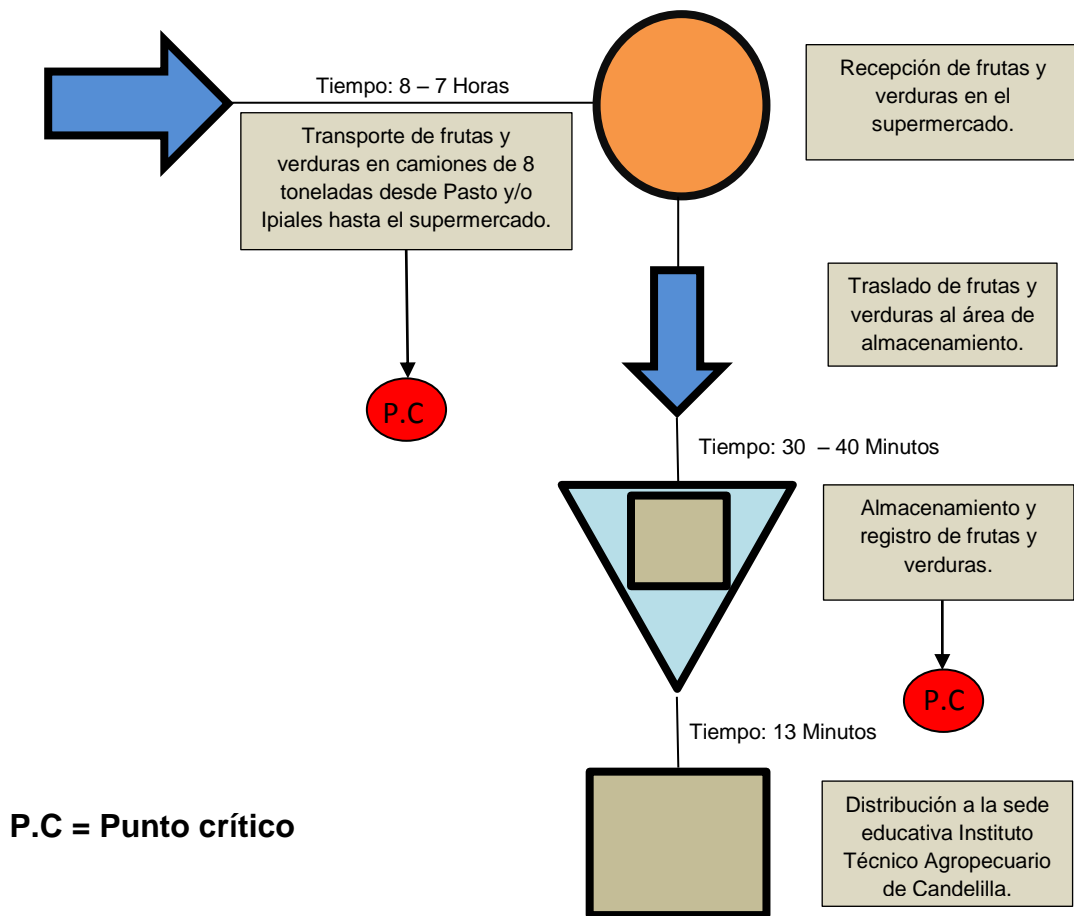 Tiempo: 8 – 7 Horas
Transporte de frutas y
verduras en camiones de 8
toneladas desde Pasto y/o
Ipiales hasta el supermercado.
P.C
Recepción de frutas y
verduras en el
supermercado.
Traslado de frutas y
verduras al área de
almacenamiento.
Tiempo: 30 – 40 Minutos
Almacenamiento y
registro de frutas y
verduras.
P.C
Tiempo: 13 Minutos
Distribución a la sede
educativa Instituto
Técnico Agropecuario
de Candelilla.
P.C = Punto crítico